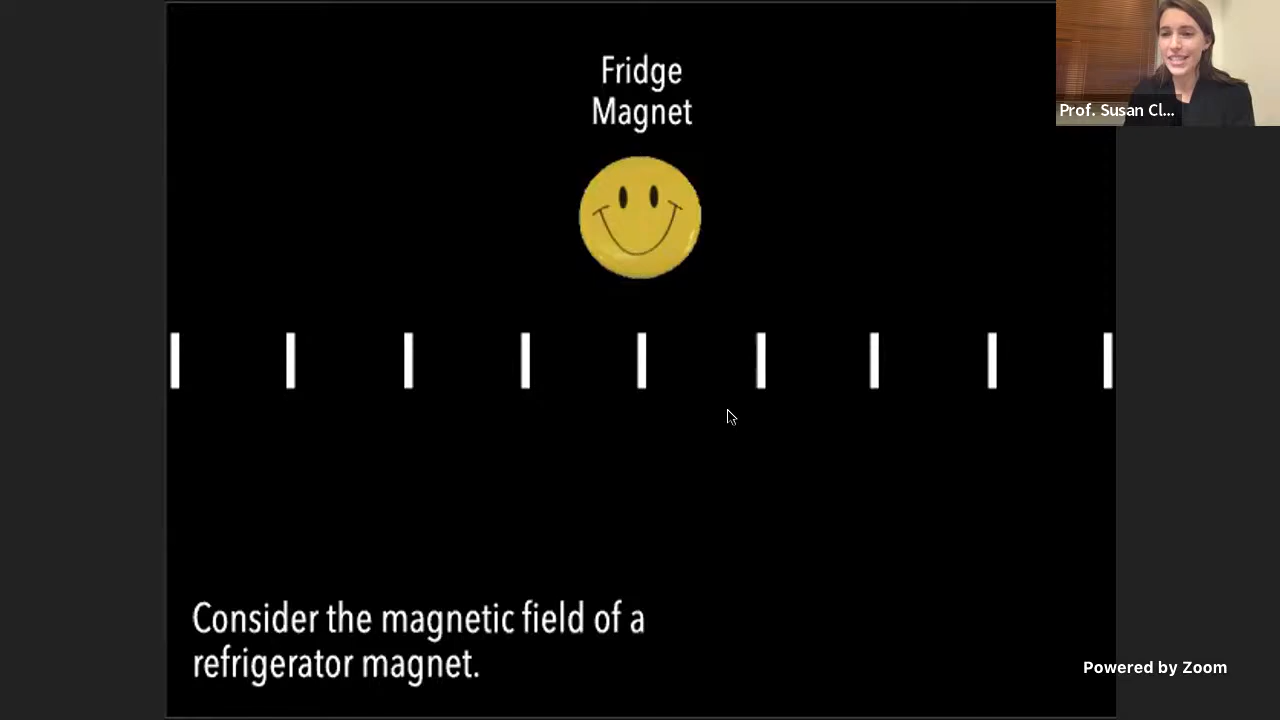 Fridge
Magnet
Prof. Susan Cl...
Consider the magnetic field of a
refrigerator magnet.
Powered by Zoom